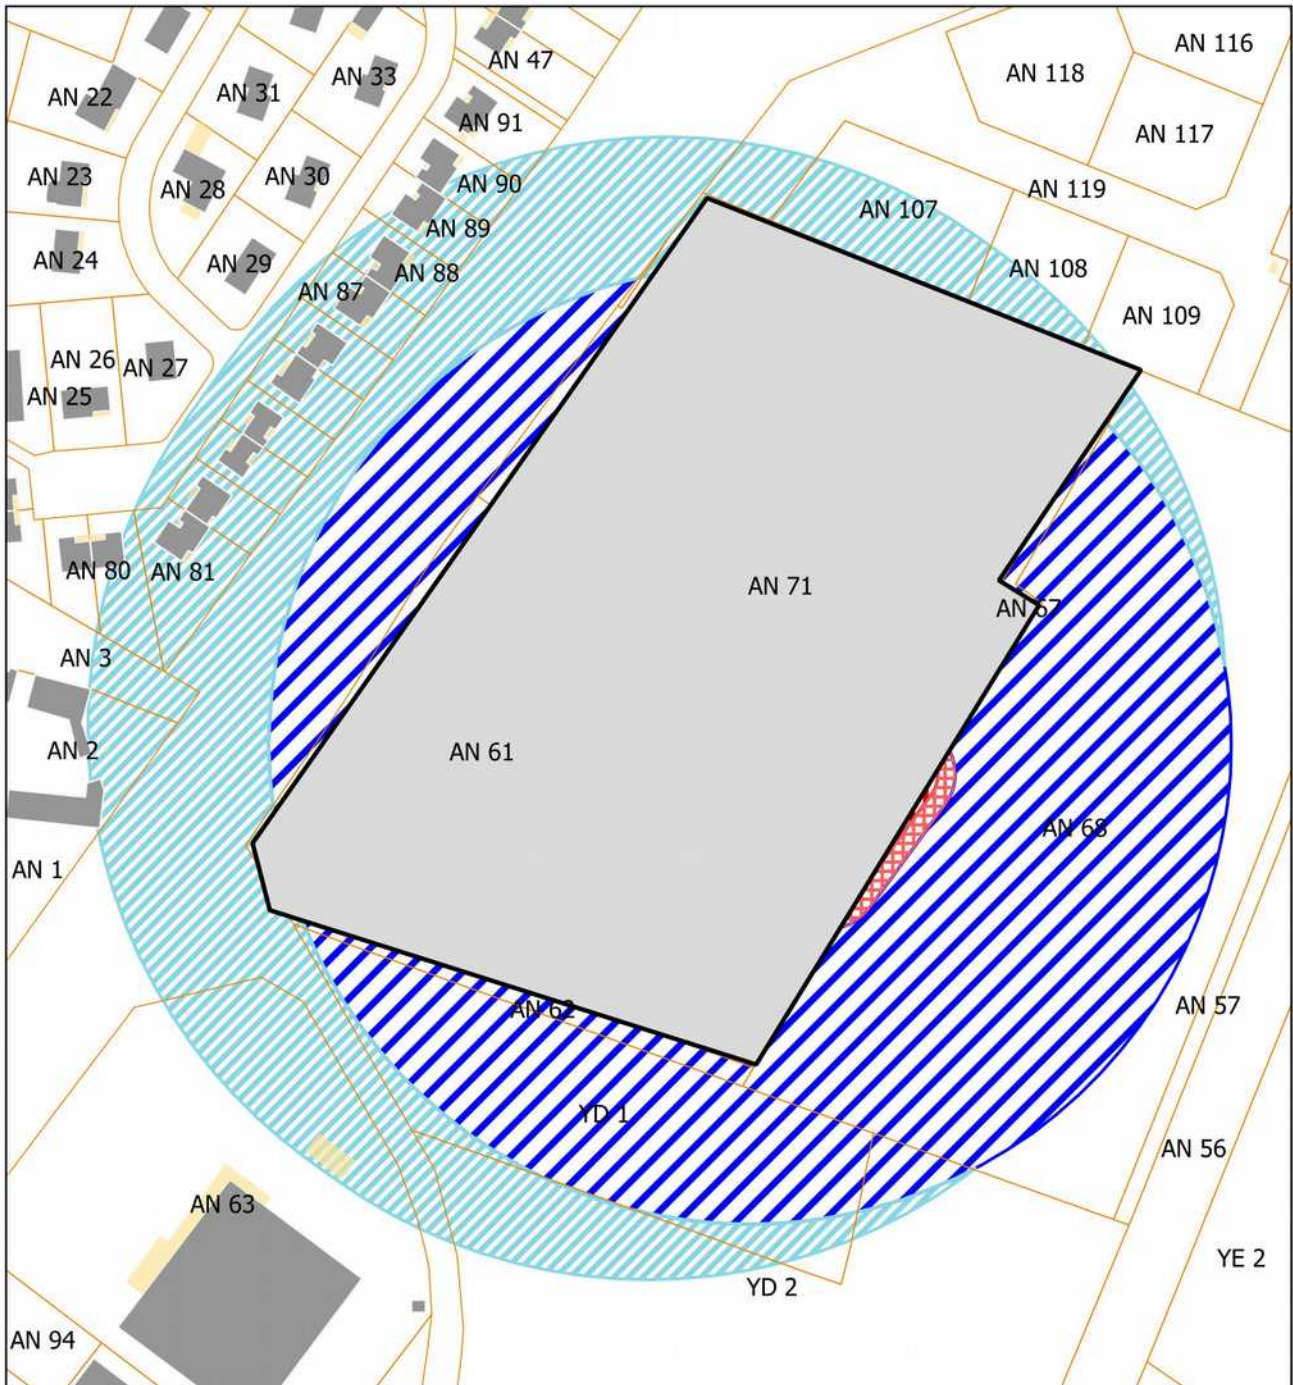 AN 116
AN 47
AN 118
AN 33
AN 31
AN 22
AN 91
AN 117
AN 23
AN 30
AN 90
AN 28
AN 119
AN 107
AN 89
AN 24
AN 29
AN 88
AN 108
AN 87
AN 109
AN 26
AN 27
AN 25
AN 80
AN 81
AN 71
AN 67
AN 3
AN 2
AN 61
AN 68
AN 1
AN 62
AN 57
YD 1
AN 56
AN 63
YE 2
YD 2
AN 94